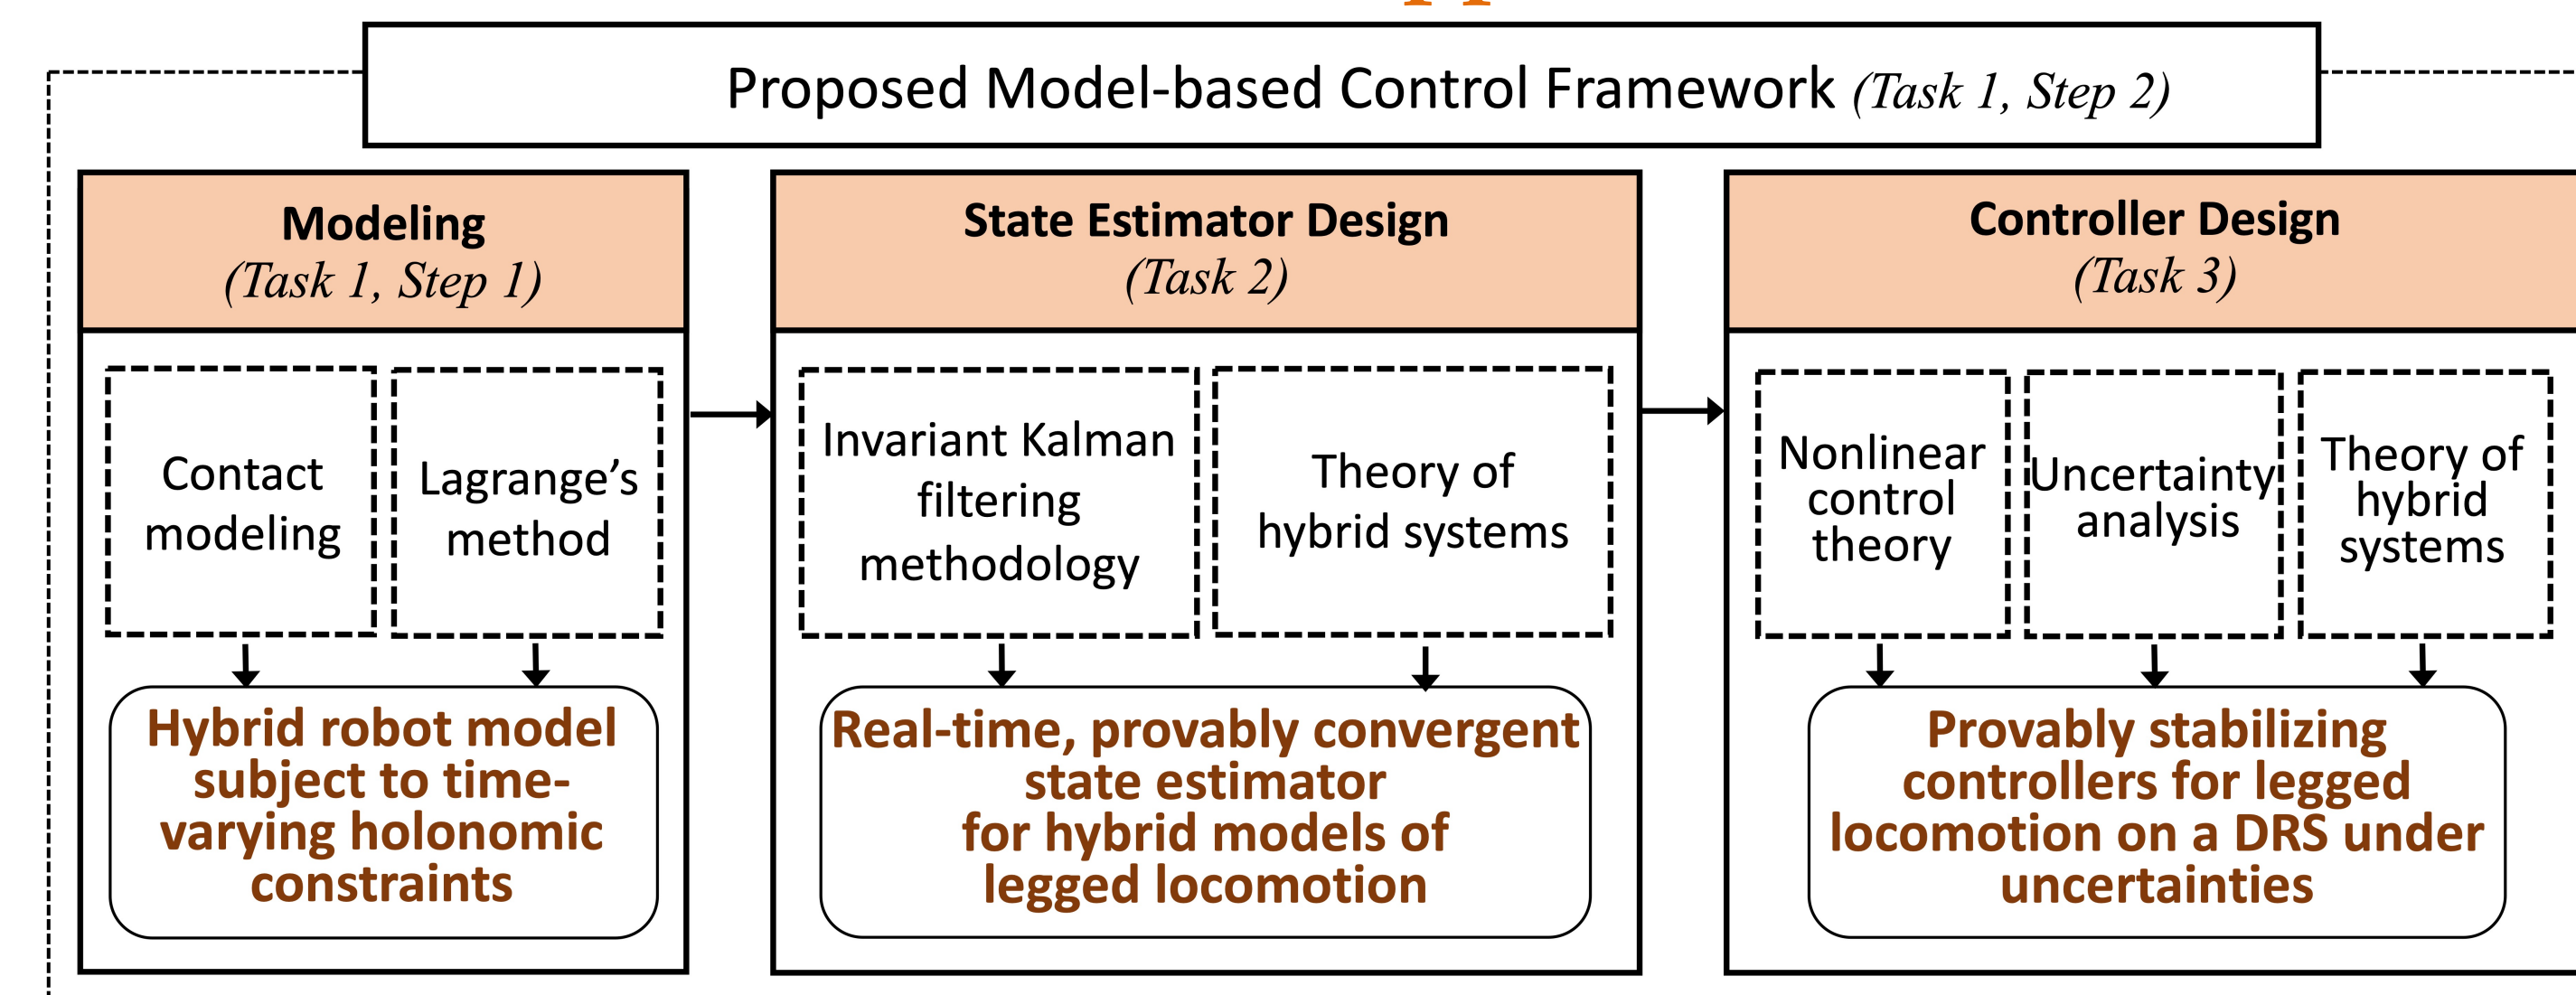 Proposed Model-based Control Framework (Task 1, Step 2)
Modeling
(Task 1, Step 1)
Contact
modeling
Lagrange’s
method
Hybrid robot model
subject to time-
varying holonomic
constraints
State Estimator Design
(Task 2)
Invariant Kalman
filtering
methodology
Theory of
hybrid systems
Real-time, provably convergent
state estimator
for hybrid models of
legged locomotion
Controller Design
(Task 3)
Nonlinear
control
theory
Uncertainty
analysis
Theory of
hybrid
systems
Provably stabilizing
controllers for legged
locomotion on a DRS under
uncertainties